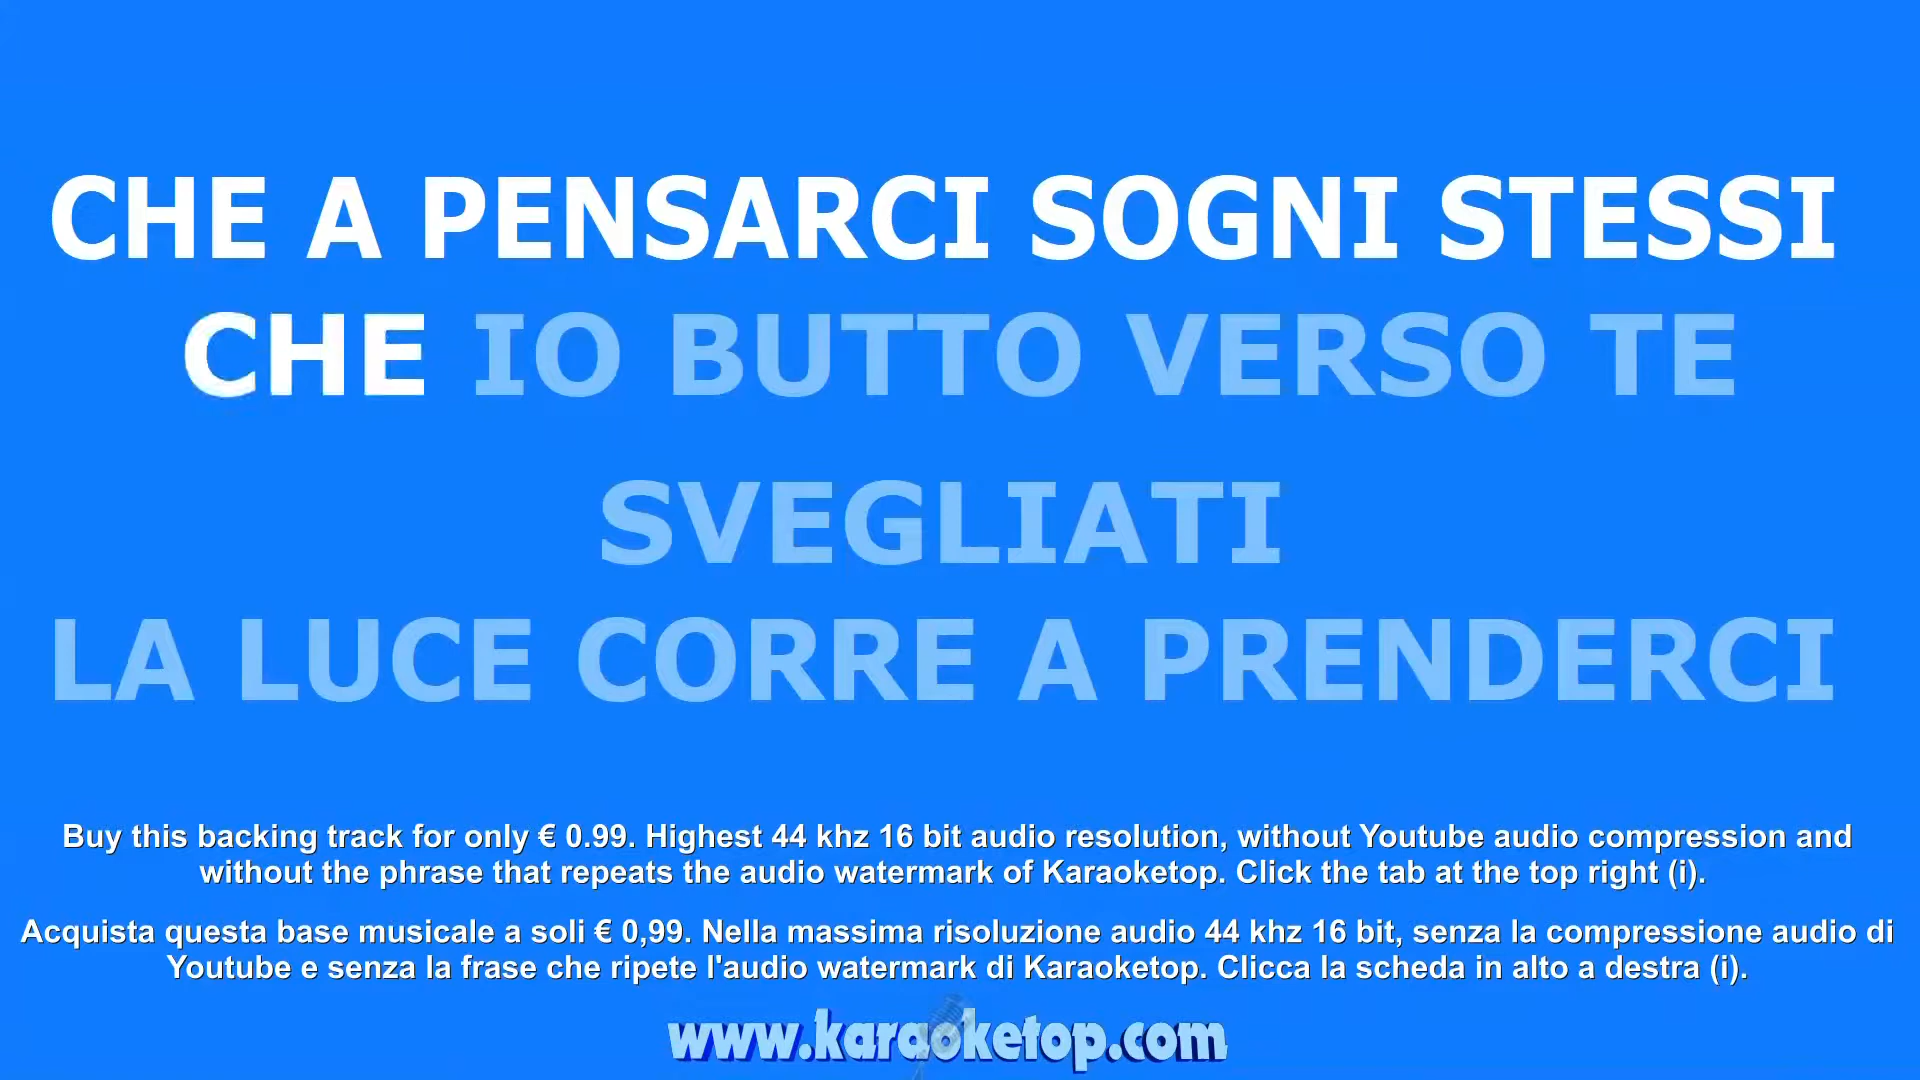 CHE A PENSARCI SOGNI STESSI
CHE IO BUTTO VERSO TE
SVEGLIATI
LA LUCE CORRE A PRENDERCI
Buy this backing track for only € 0.99. Highest 44 khz 16 bit audio resolution, without Youtube audio compression and
without the phrase that repeats the audio watermark of Karaoketop. Click the tab at the top right (i).
Acquista questa base musicale a soli € 0,99. Nella massima risoluzione audio 44 khz 16 bit, senza la compressione audio di
Youtube e senza la frase che ripete l'audio watermark di Karaoketop. Clicca la scheda in alto a destra (i).
www.karaoketop.com